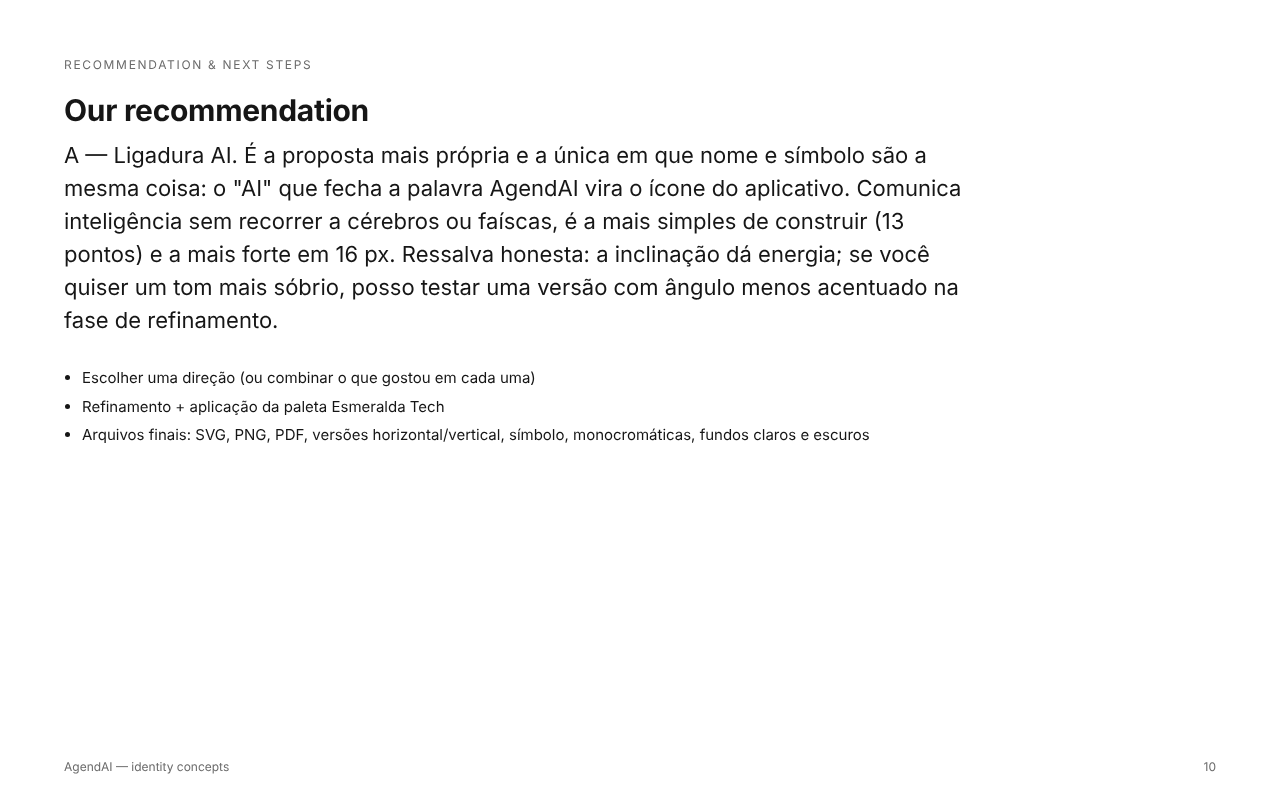 RECOMMENDATION & NEXT STEPS
Our recommendation
A — Ligadura AI. É a proposta mais própria e a única em que nome e símbolo são a
mesma coisa: o "AI" que fecha a palavra AgendAI vira o ícone do aplicativo. Comunica
inteligência sem recorrer a cérebros ou faíscas, é a mais simples de construir (13
pontos) e a mais forte em 16 px. Ressalva honesta: a inclinação dá energia; se você
quiser um tom mais sóbrio, posso testar uma versão com ângulo menos acentuado na
fase de refinamento.
• Escolher uma direção (ou combinar o que gostou em cada uma)
• Refinamento + aplicação da paleta Esmeralda Tech
• Arquivos finais: SVG, PNG, PDF, versões horizontal/vertical, símbolo, monocromáticas, fundos claros e escuros
AgendAI — identity concepts
10